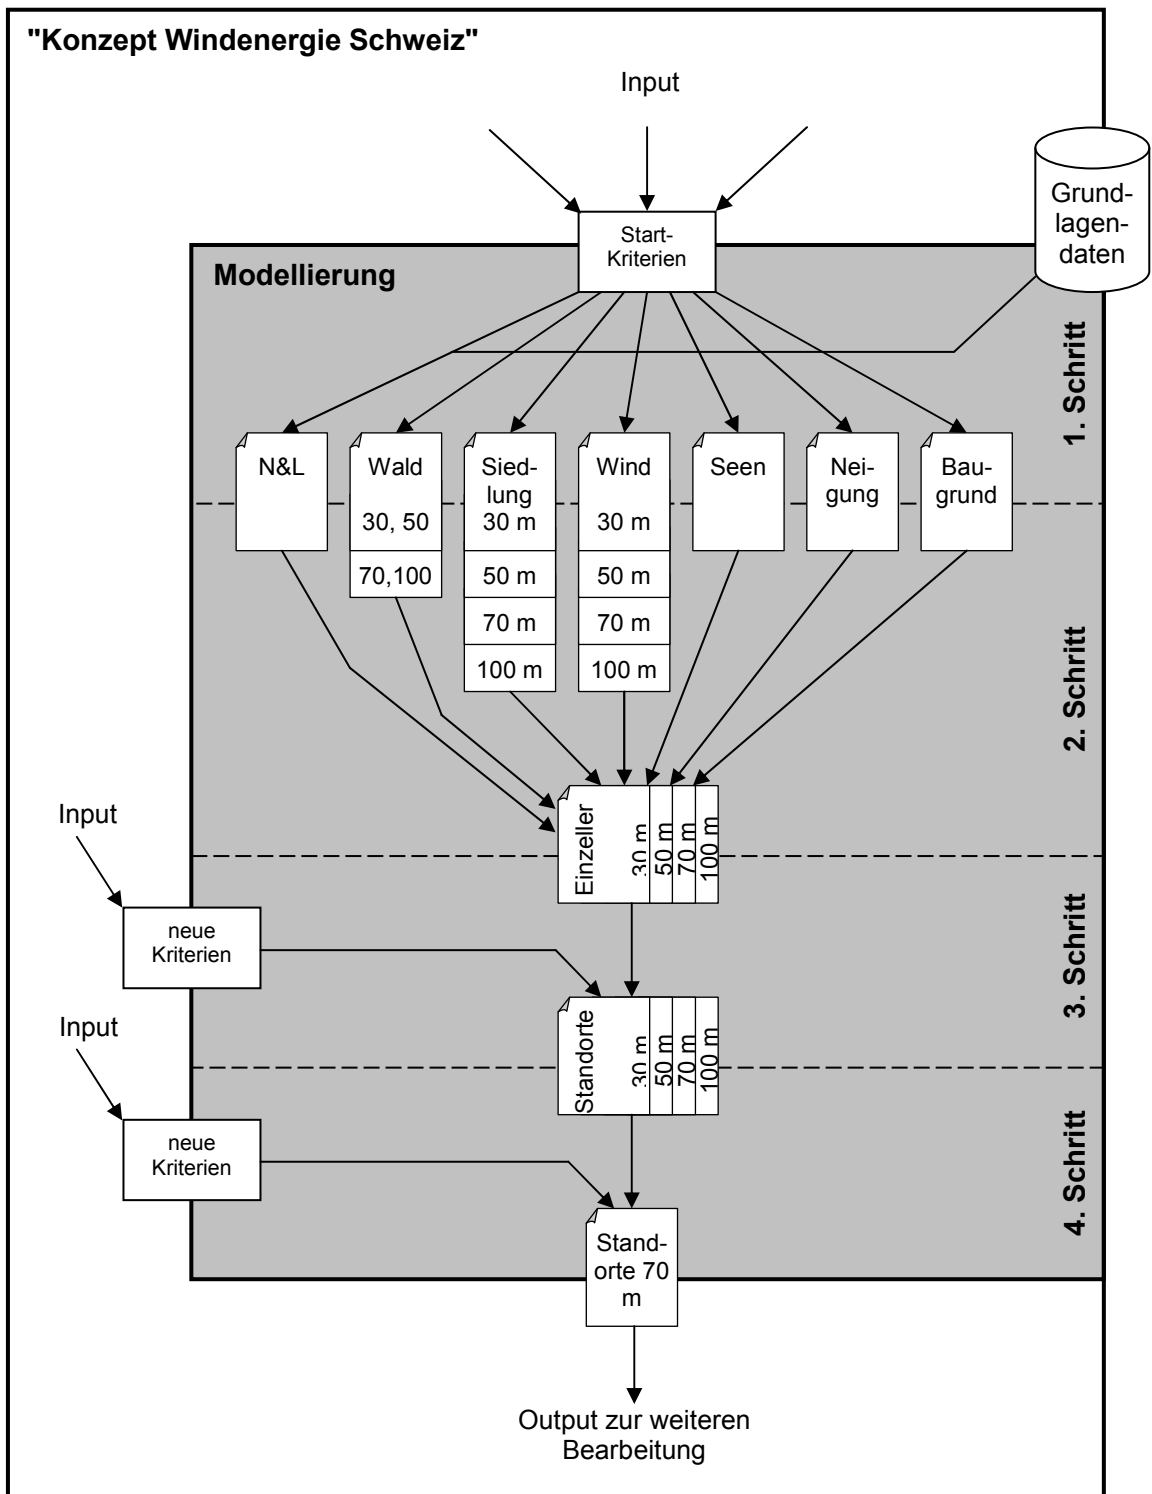 "Konzept Windenergie Schweiz"
Input
Grund-
lagen-
daten
Start-
Kriterien
Modellierung
1. Schritt
N&L
Wald
30, 50
70,100
Sied-
lung
30 m
50 m
70 m
100 m
Wind
30 m
50 m
70 m
100 m
Seen
Nei-
gung
Bau-
grund
2. Schritt
Einzeller
30 m
50 m
70 m
100 m
Input
neue
Kriterien
3. Schritt
Standorte
30 m
50 m
70 m
100 m
Input
neue
Kriterien
4. Schritt
Stand-
orte 70
m
Output zur weiteren
Bearbeitung